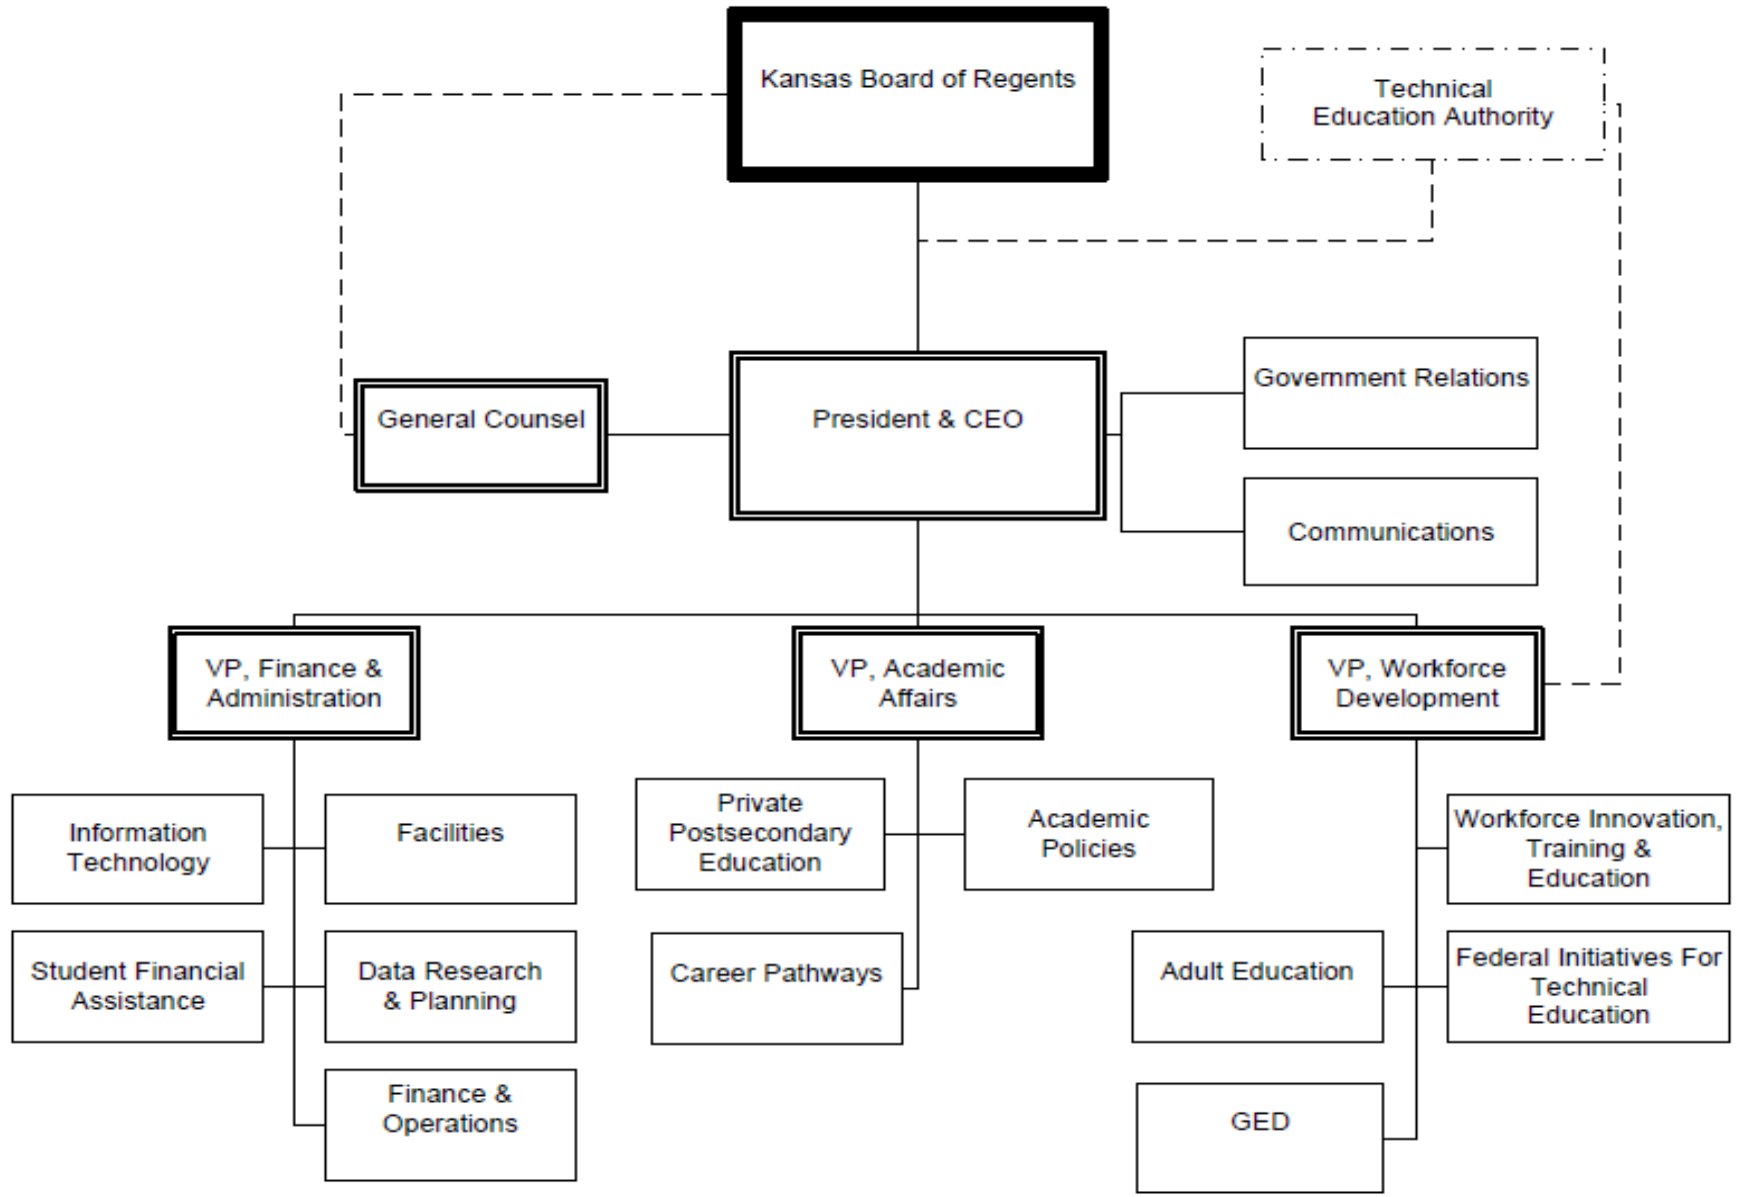 Kansas Board of Regents
Technical
Education Authority
General Counsel
President & CEO
Government Relations
Communications
VP, Finance &
Administration
VP, Academic
Affairs
VP, Workforce
Development
Information
Technology
Facilities
Private
Postsecondary
Education
Academic
Policies
Workforce Innovation,
Training &
Education
Student Financial
Assistance
Data Research
& Planning
Career Pathways
Adult Education
Federal Initiatives For
Technical
Education
Finance &
Operations
GED